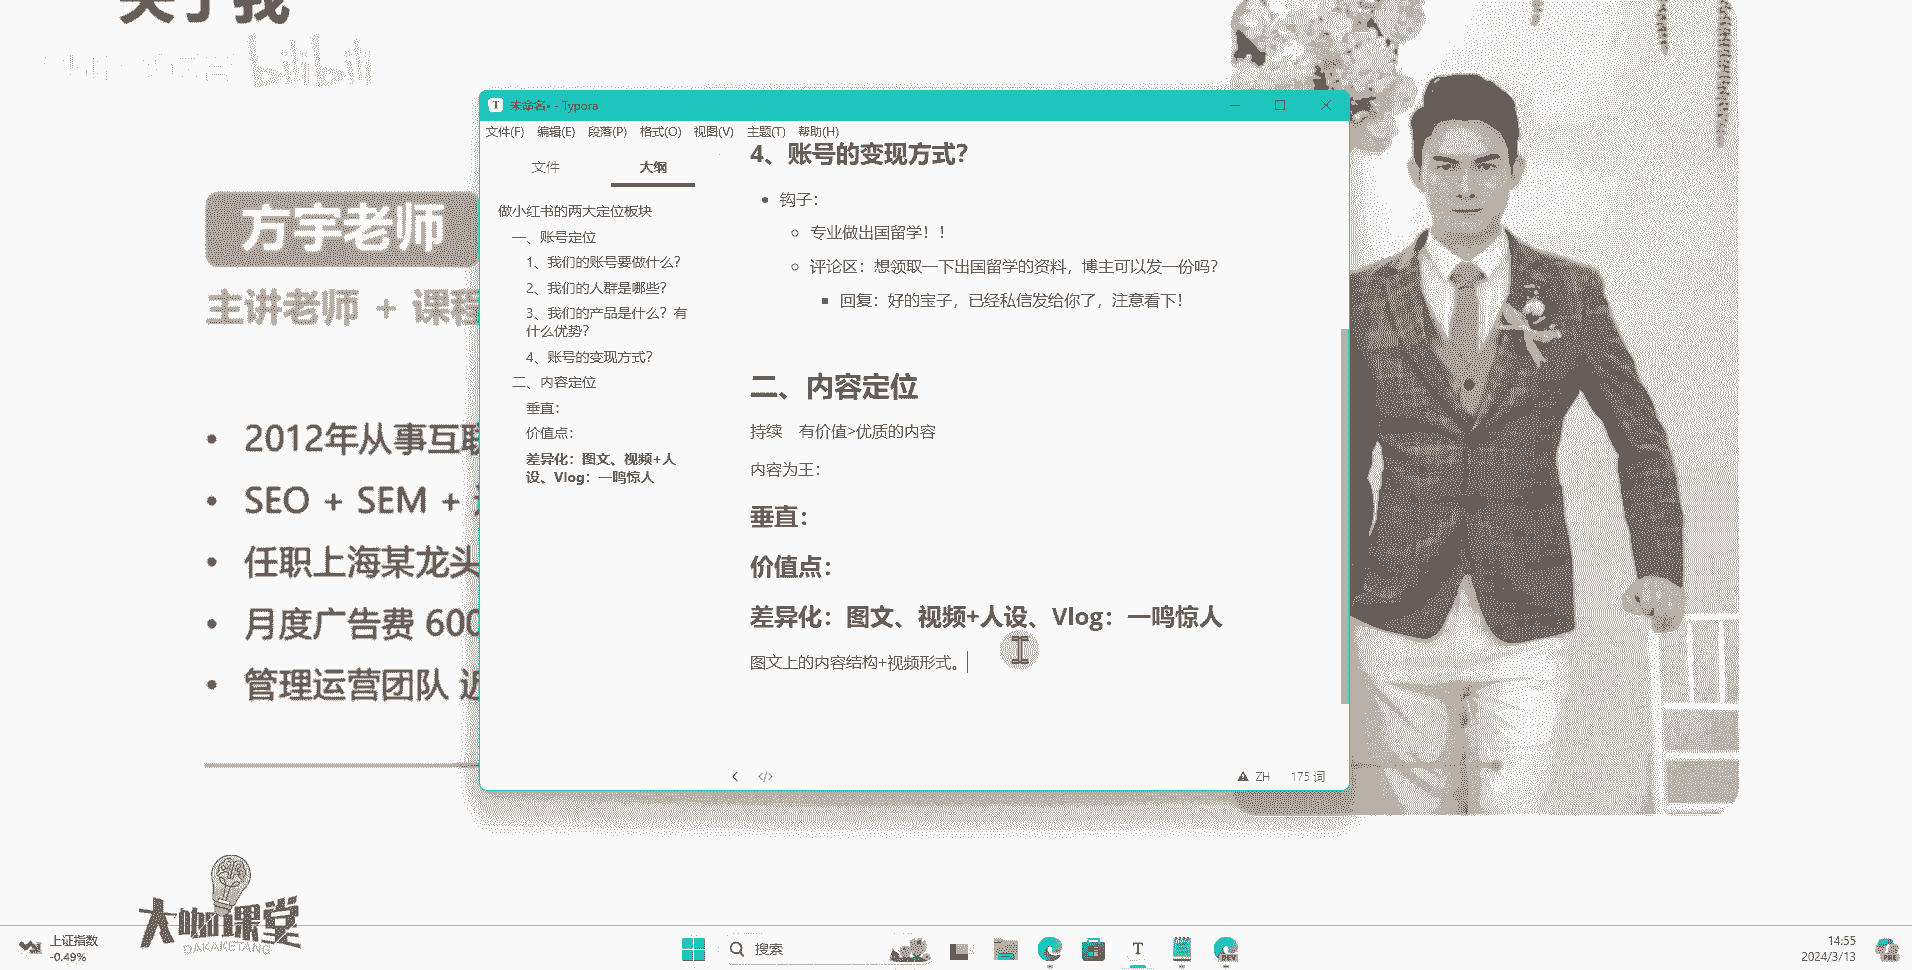 关于我
bilibili
方宇老师
主讲老师 + 课程
2012年从事互联
SEO + SEM +
任职上海某龙头
月度广告费 600
管理运营团队 近
未命名• - Typora
文件(F) 编辑(E) 段落(P) 格式(O) 视图(V) 主题(T) 帮助(H)
文件 大纲
做小红书的两大定位板块
一、账号定位
1、我们的账号要做什么？
2、我们的人群是哪些？
3、我们的产品是什么？有
什么优势？
4、账号的变现方式？
二、内容定位
垂直：
价值点：
差异化：图文、视频+人
设、Vlog：一鸣惊人
4、账号的变现方式？
钩子：
专业做出国留学！！
评论区：想领取一下出国留学的资料，博主可以发一份吗？
回复：好的宝子，已经私信发给你了，注意看下！
二、内容定位
持续 有价值>优质的内容
内容为王：
垂直：
价值点：
差异化：图文、视频+人设、Vlog：一鸣惊人
图文上的内容结构+视频形式。
ZH 175 词
大咖课堂
DAKAKETANG
上证指数
-0.49%
搜索
T
DEV
14:55
2024/3/13
PRE